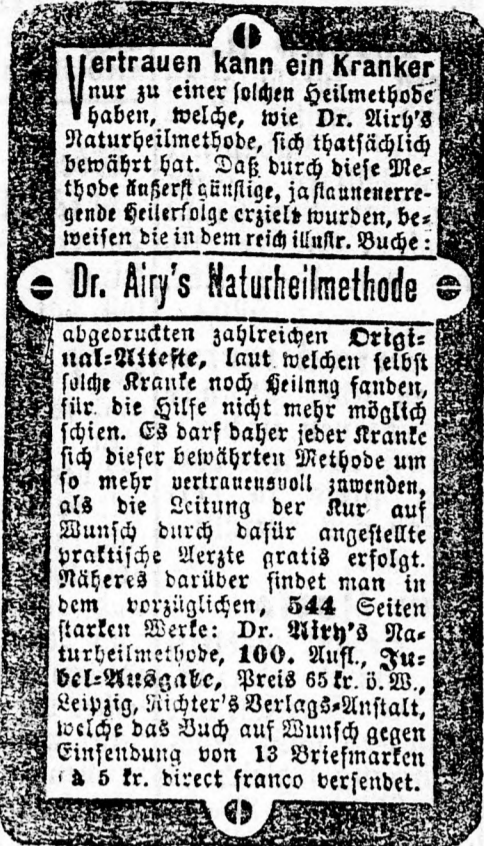 Vertrauen kann ein Kranker
nur zu einer solchen Heilmethode
haben, welche, wie Dr. Airy's
Naturheilmethode, sich thatsächlich
bewährt hat. Daß durch diese Me-
thode äußerst günstige, ja staunenerre-
gende Heilerfolge erzielt wurden, be-
weisen die in dem reich illustr. Buche:
Dr. Airy's Naturheilmethode
abgedruckten zahlreichen Origi-
nal-Atteste, laut welchen selbst
solche Kranke noch Heilnng fanden,
für die Hilfe nicht mehr möglich
schien. Es darf daher jeder Kranke
sich dieser bewährten Methode um
so mehr vertrauensvoll zuwenden,
als die Leitung der Kur auf
Wunsch durch dafür angestellte
praktische Aerzte gratis erfolgt.
Näheres darüber findet man in
dem vorzüglichen, 544 Seiten
starken Werke: Dr. Airy's Na-
turheilmethode, 100. Aufl., Ju-
bel-Ausgabe, Preis 65 kr. ö. W.,
Leipzig, Richter's Verlags-Anstalt,
welche das Buch auf Wunsch gegen
Einsendung von 13 Briefmarken
à 5 kr. direct franco versendet.